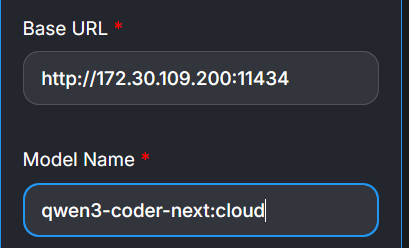 Base URL *
http://172.30.109.200:11434
Model Name *
qwen3-coder-next:cloud